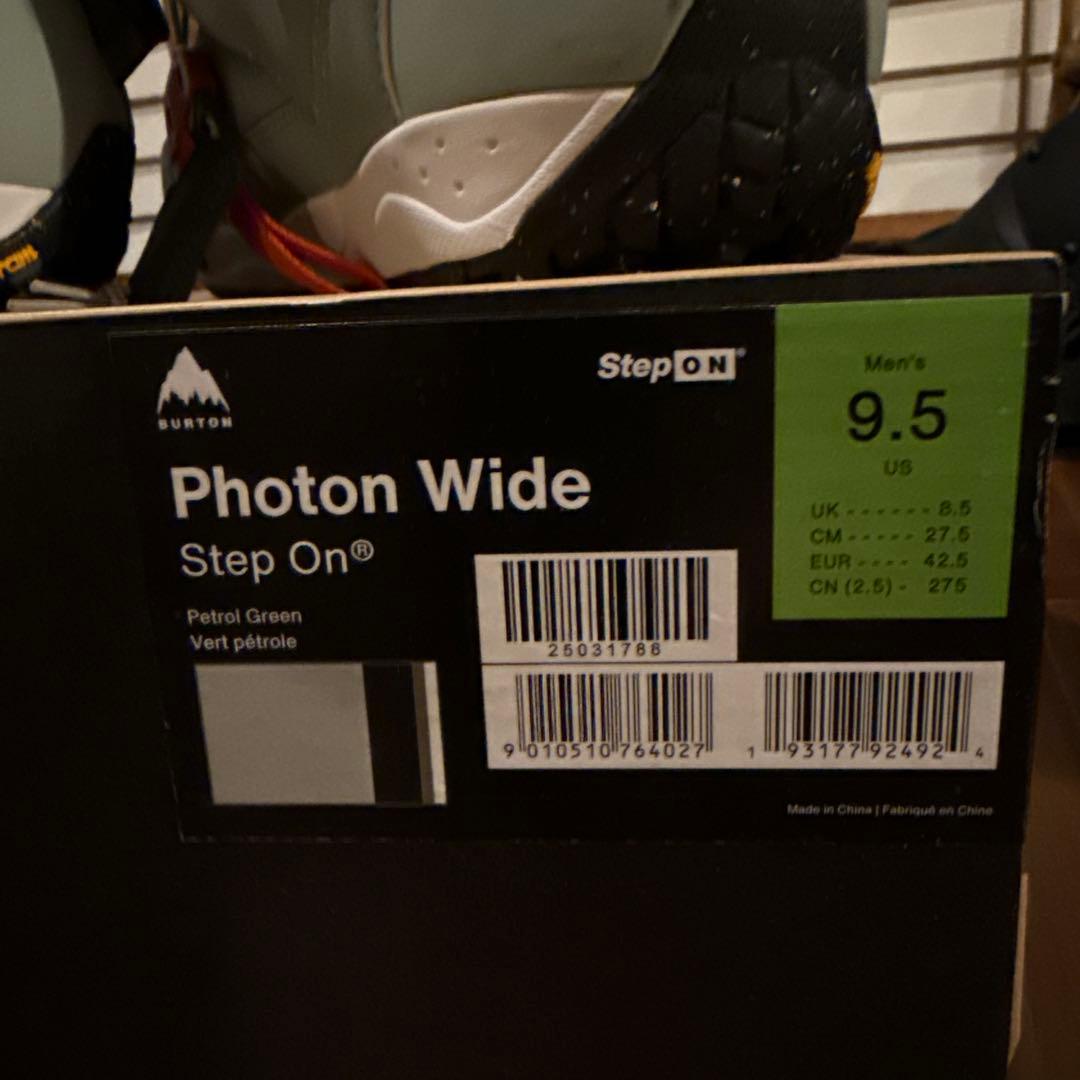 BURTON
Step ON
Photon Wide
Step On®
Petrol Green
Vert pétrole
Men's
9.5
US
UK - - - - - - 8.5
CM - - - - - 27.5
EUR - - - - 42.5
CN (2.5) - 275
25031788
9 010510 764027
1 93177 92492 4
Made in China | Fabriqué en Chine